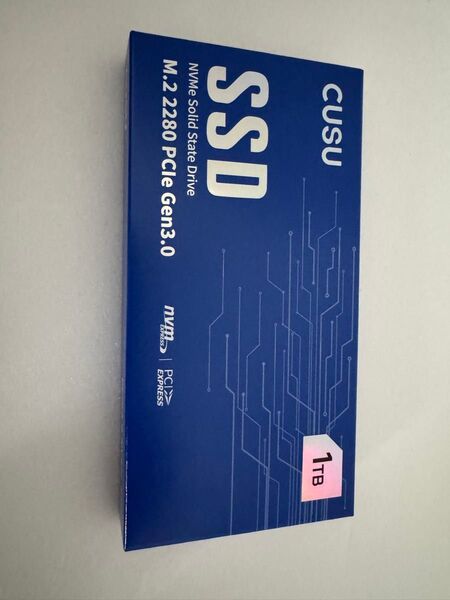 CUSU
SSD
NVMe Solid State Drive
M.2 2280 PCIe Gen3.0
nvm
EXPRESS
PCI
EXPRESS
1TB